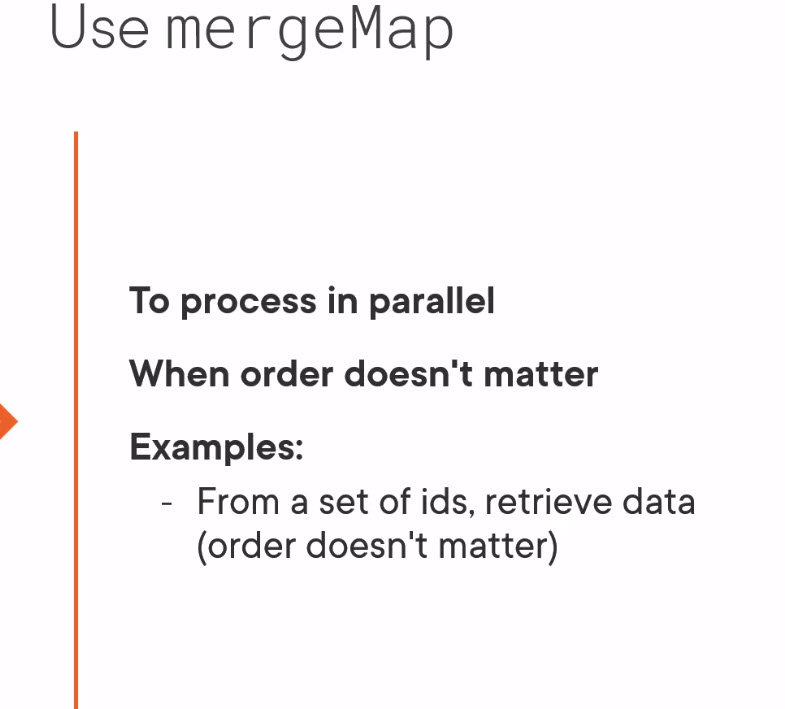 Use mergeMap
To process in parallel
When order doesn't matter
Examples:
- From a set of ids, retrieve data
(order doesn't matter)